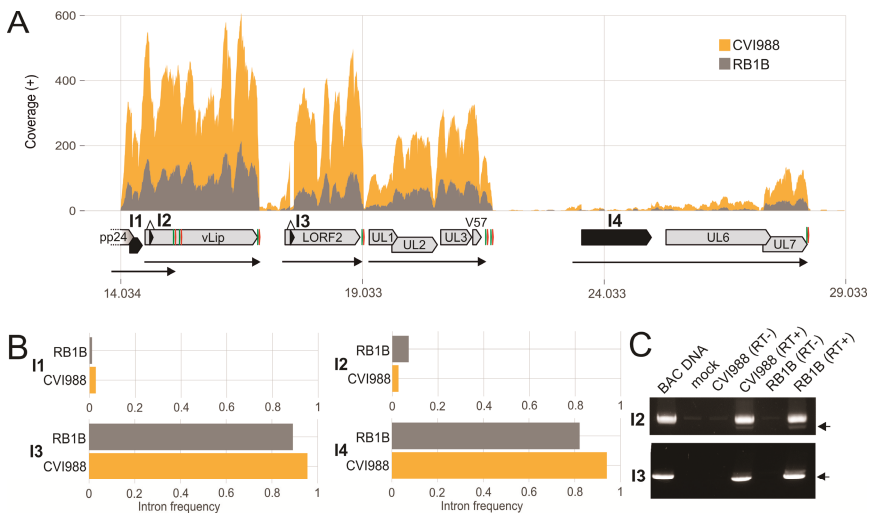 A
Coverage (+)
600
400
200
0
CVI988
RB1B
I1
I2
I3
I4
V57
pp24
vLip
LORF2
UL1
UL2
UL3
UL6
UL7
14.034
19.033
24.033
29.033
B
I1
RB1B
CVI988
0 0.2 0.4 0.6 0.8 1
I2
RB1B
CVI988
0 0.2 0.4 0.6 0.8 1
I3
RB1B
CVI988
0 0.2 0.4 0.6 0.8 1
Intron frequency
I4
RB1B
CVI988
0 0.2 0.4 0.6 0.8 1
Intron frequency
C
BAC DNA
mock
CVI988 (RT-)
CVI988 (RT+)
RB1B (RT-)
RB1B (RT+)
I2
I3